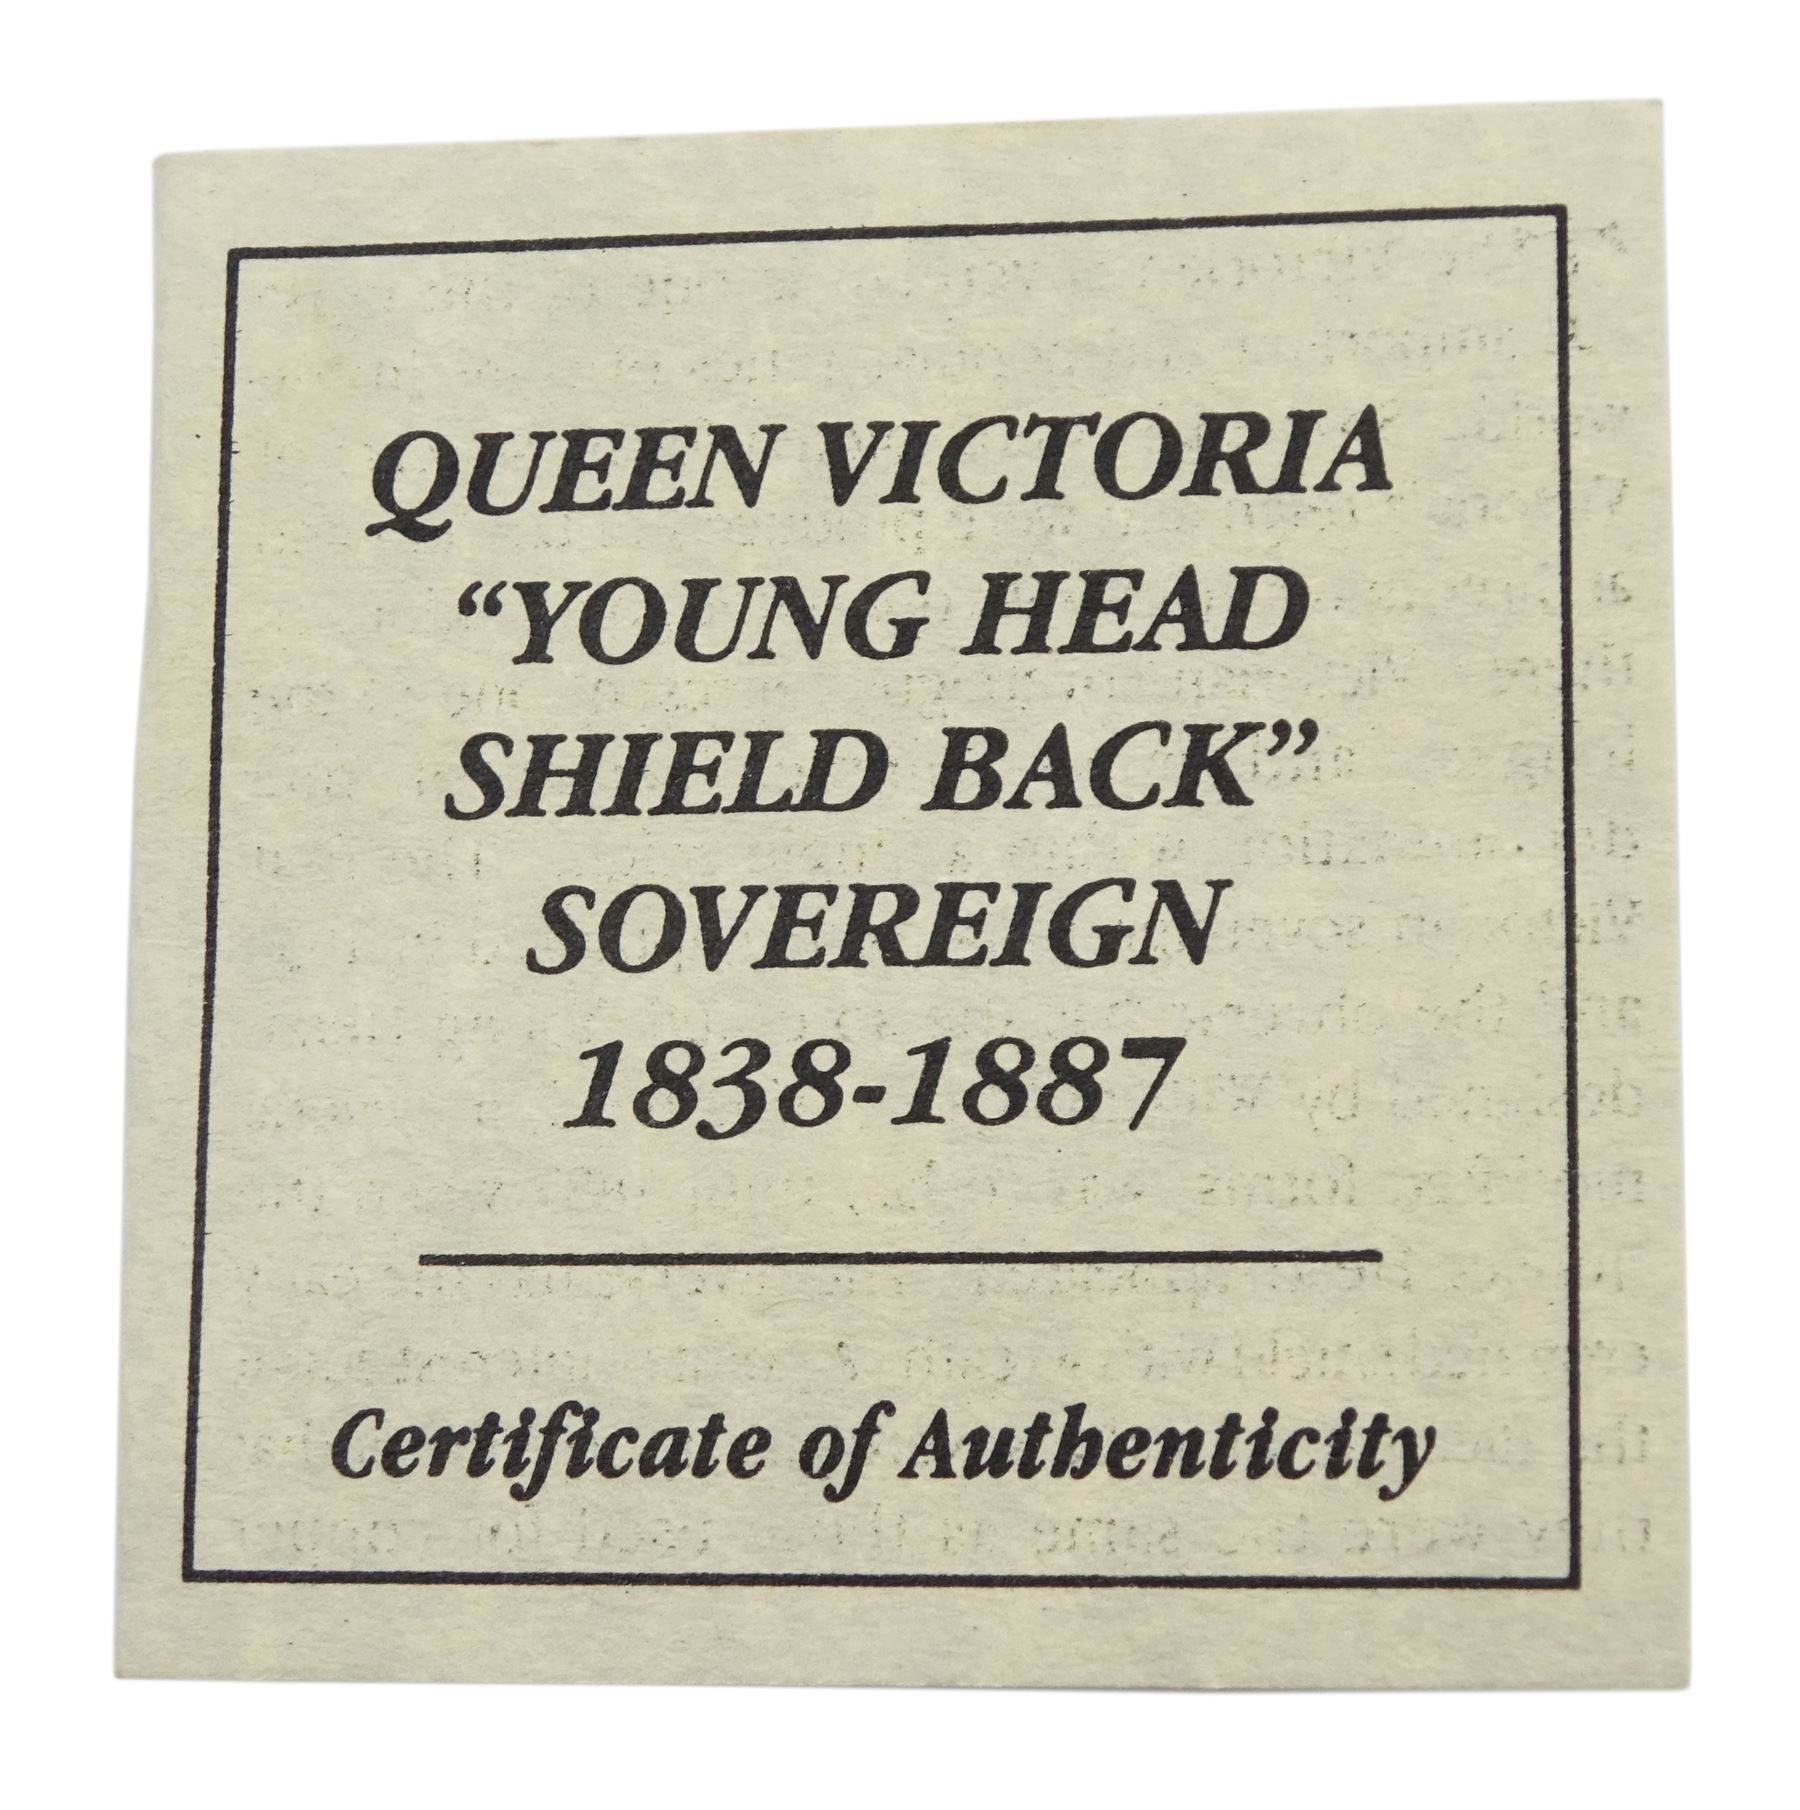 QUEEN VICTORIA
“YOUNG HEAD
SHIELD BACK”
SOVEREIGN
1838-1887
Certificate of Authenticity